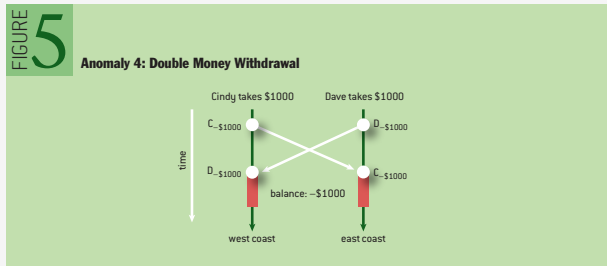 FIGURE 5
Anomaly 4: Double Money Withdrawal
Cindy takes $1000 Dave takes $1000
C–$1000 D–$1000
time
D–$1000 C–$1000
balance: –$1000
west coast east coast